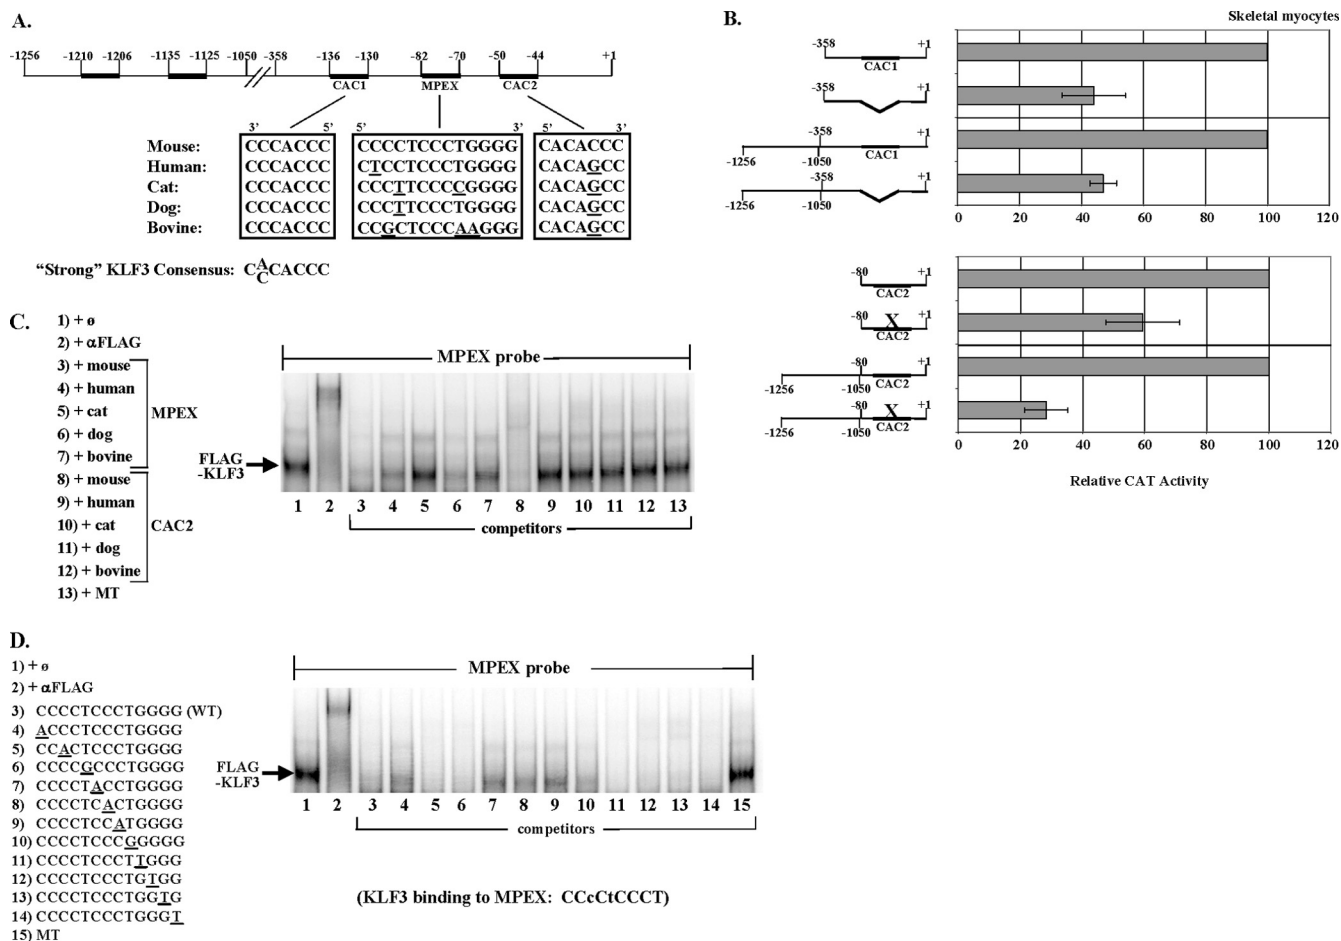 A.
-1256 -1210 -1206 -1135 -1125 -1050 -358 -136 -130 -82 -70 -50 -44 +1
CAC1 MPEX CAC2
3’ 5’ 5’ 3’ 5’ 3’
Mouse: CCCACCC CCCCTCCCTGGGG CACACCC
Human: CCCACCC CTCCTCCCTGGGG CACAGCC
Cat: CCCACCC CCCTTCCCCGGGG CACAGCC
Dog: CCCACCC CCCTTCCCTGGGG CACAGCC
Bovine: CCCACCC CCGCTCCCAAGGG CACAGCC
“Strong” KLF3 Consensus: C A/C CACCC
B.
Skeletal myocytes
-358 +1
CAC1
-358 +1
-358 +1
CAC1
-1256 -1050
-358 +1
-1256 -1050
0 20 40 60 80 100 120
-80 +1
CAC2
-80 X +1
CAC2
-80 +1
CAC2
-1256 -1050
-80 X +1
CAC2
-1256 -1050
0 20 40 60 80 100 120
Relative CAT Activity
C.
1) + ø
2) + αFLAG
3) + mouse
4) + human
5) + cat
6) + dog
7) + bovine
MPEX
8) + mouse
9) + human
10) + cat
11) + dog
12) + bovine
CAC2
13) + MT
MPEX probe
FLAG
-KLF3
1 2 3 4 5 6 7 8 9 10 11 12 13
competitors
D.
1) + ø
2) + αFLAG
3) CCCCTCCCTGGGG (WT)
4) ACCCTCCCTGGGG
5) CCACTCCCTGGGG
6) CCCCGCCCTGGGG
7) CCCCTACCTGGGG
8) CCCCTCACTGGGG
9) CCCCTCCATGGGG
10) CCCCTCCCGGGGG
11) CCCCTCCCTTGGG
12) CCCCTCCCTGTGG
13) CCCCTCCCTGGTG
14) CCCCTCCCTGGGT
15) MT
MPEX probe
FLAG
-KLF3
1 2 3 4 5 6 7 8 9 10 11 12 13 14 15
competitors
(KLF3 binding to MPEX: CCcCtCCCT)